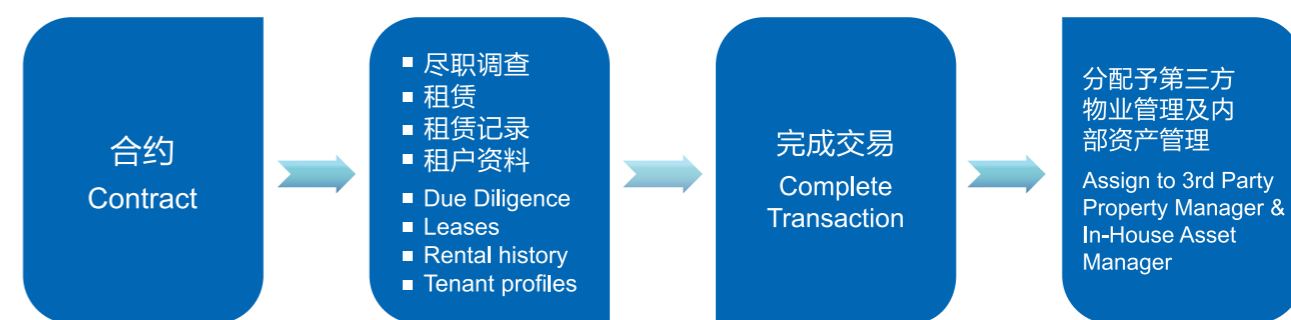 合约
Contract
尽职调查
租赁
租赁记录
租户资料
Due Diligence
Leases
Rental history
Tenant profiles
完成交易
Complete
Transaction
分配予第三方
物业管理及内
部资产管理
Assign to 3rd Party
Property Manager &
In-House Asset
Manager